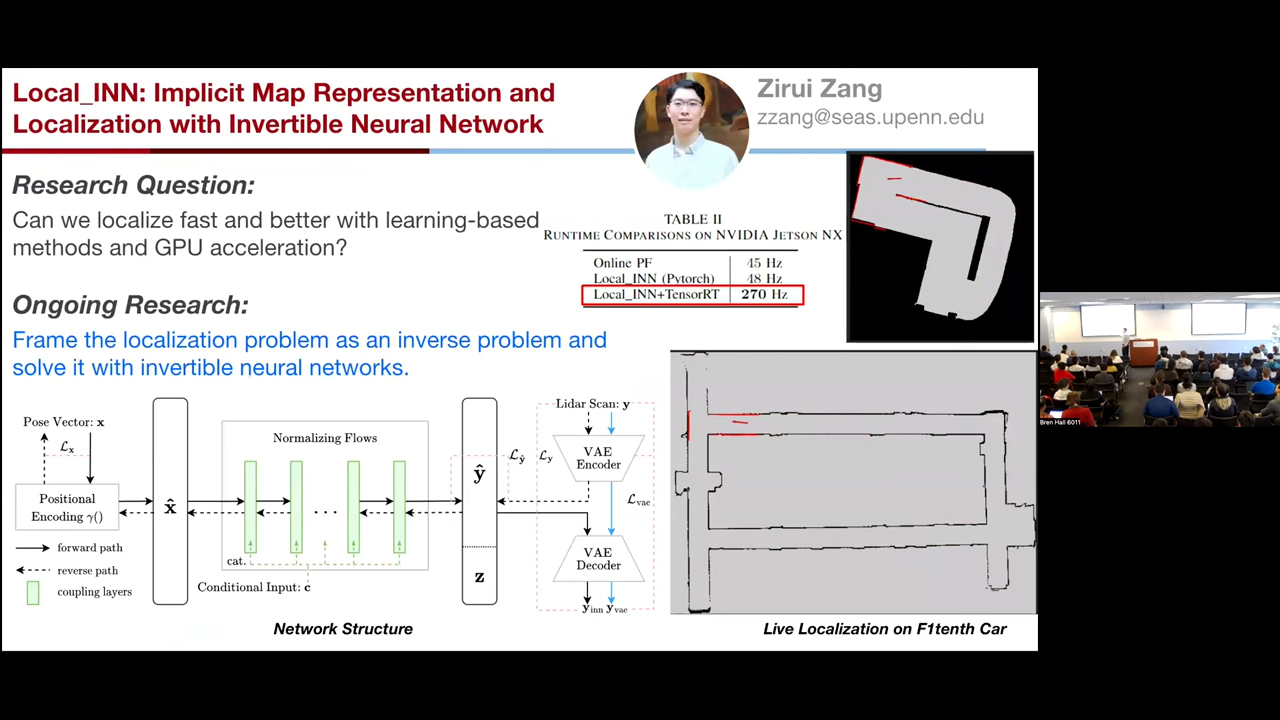 Local_INN: Implicit Map Representation and
Localization with Invertible Neural Network
Zirui Zang
zzang@seas.upenn.edu
Research Question:
Can we localize fast and better with learning-based
methods and GPU acceleration?
TABLE II
RUNTIME COMPARISONS ON NVIDIA JETSON NX
Online PF 45 Hz
Local_INN (Pytorch) 48 Hz
Local_INN+TensorRT 270 Hz
Ongoing Research:
Frame the localization problem as an inverse problem and
solve it with invertible neural networks.
Pose Vector: x
ℒx
Positional
Encoding γ()
x̂
Normalizing Flows
. . .
cat.
Conditional Input: c
ŷ
z
Lidar Scan: y
ℒŷ
ℒy
VAE
Encoder
ℒvae
VAE
Decoder
yinn yvae
forward path
reverse path
coupling layers
Network Structure
Live Localization on F1tenth Car
Bren Hall 6011